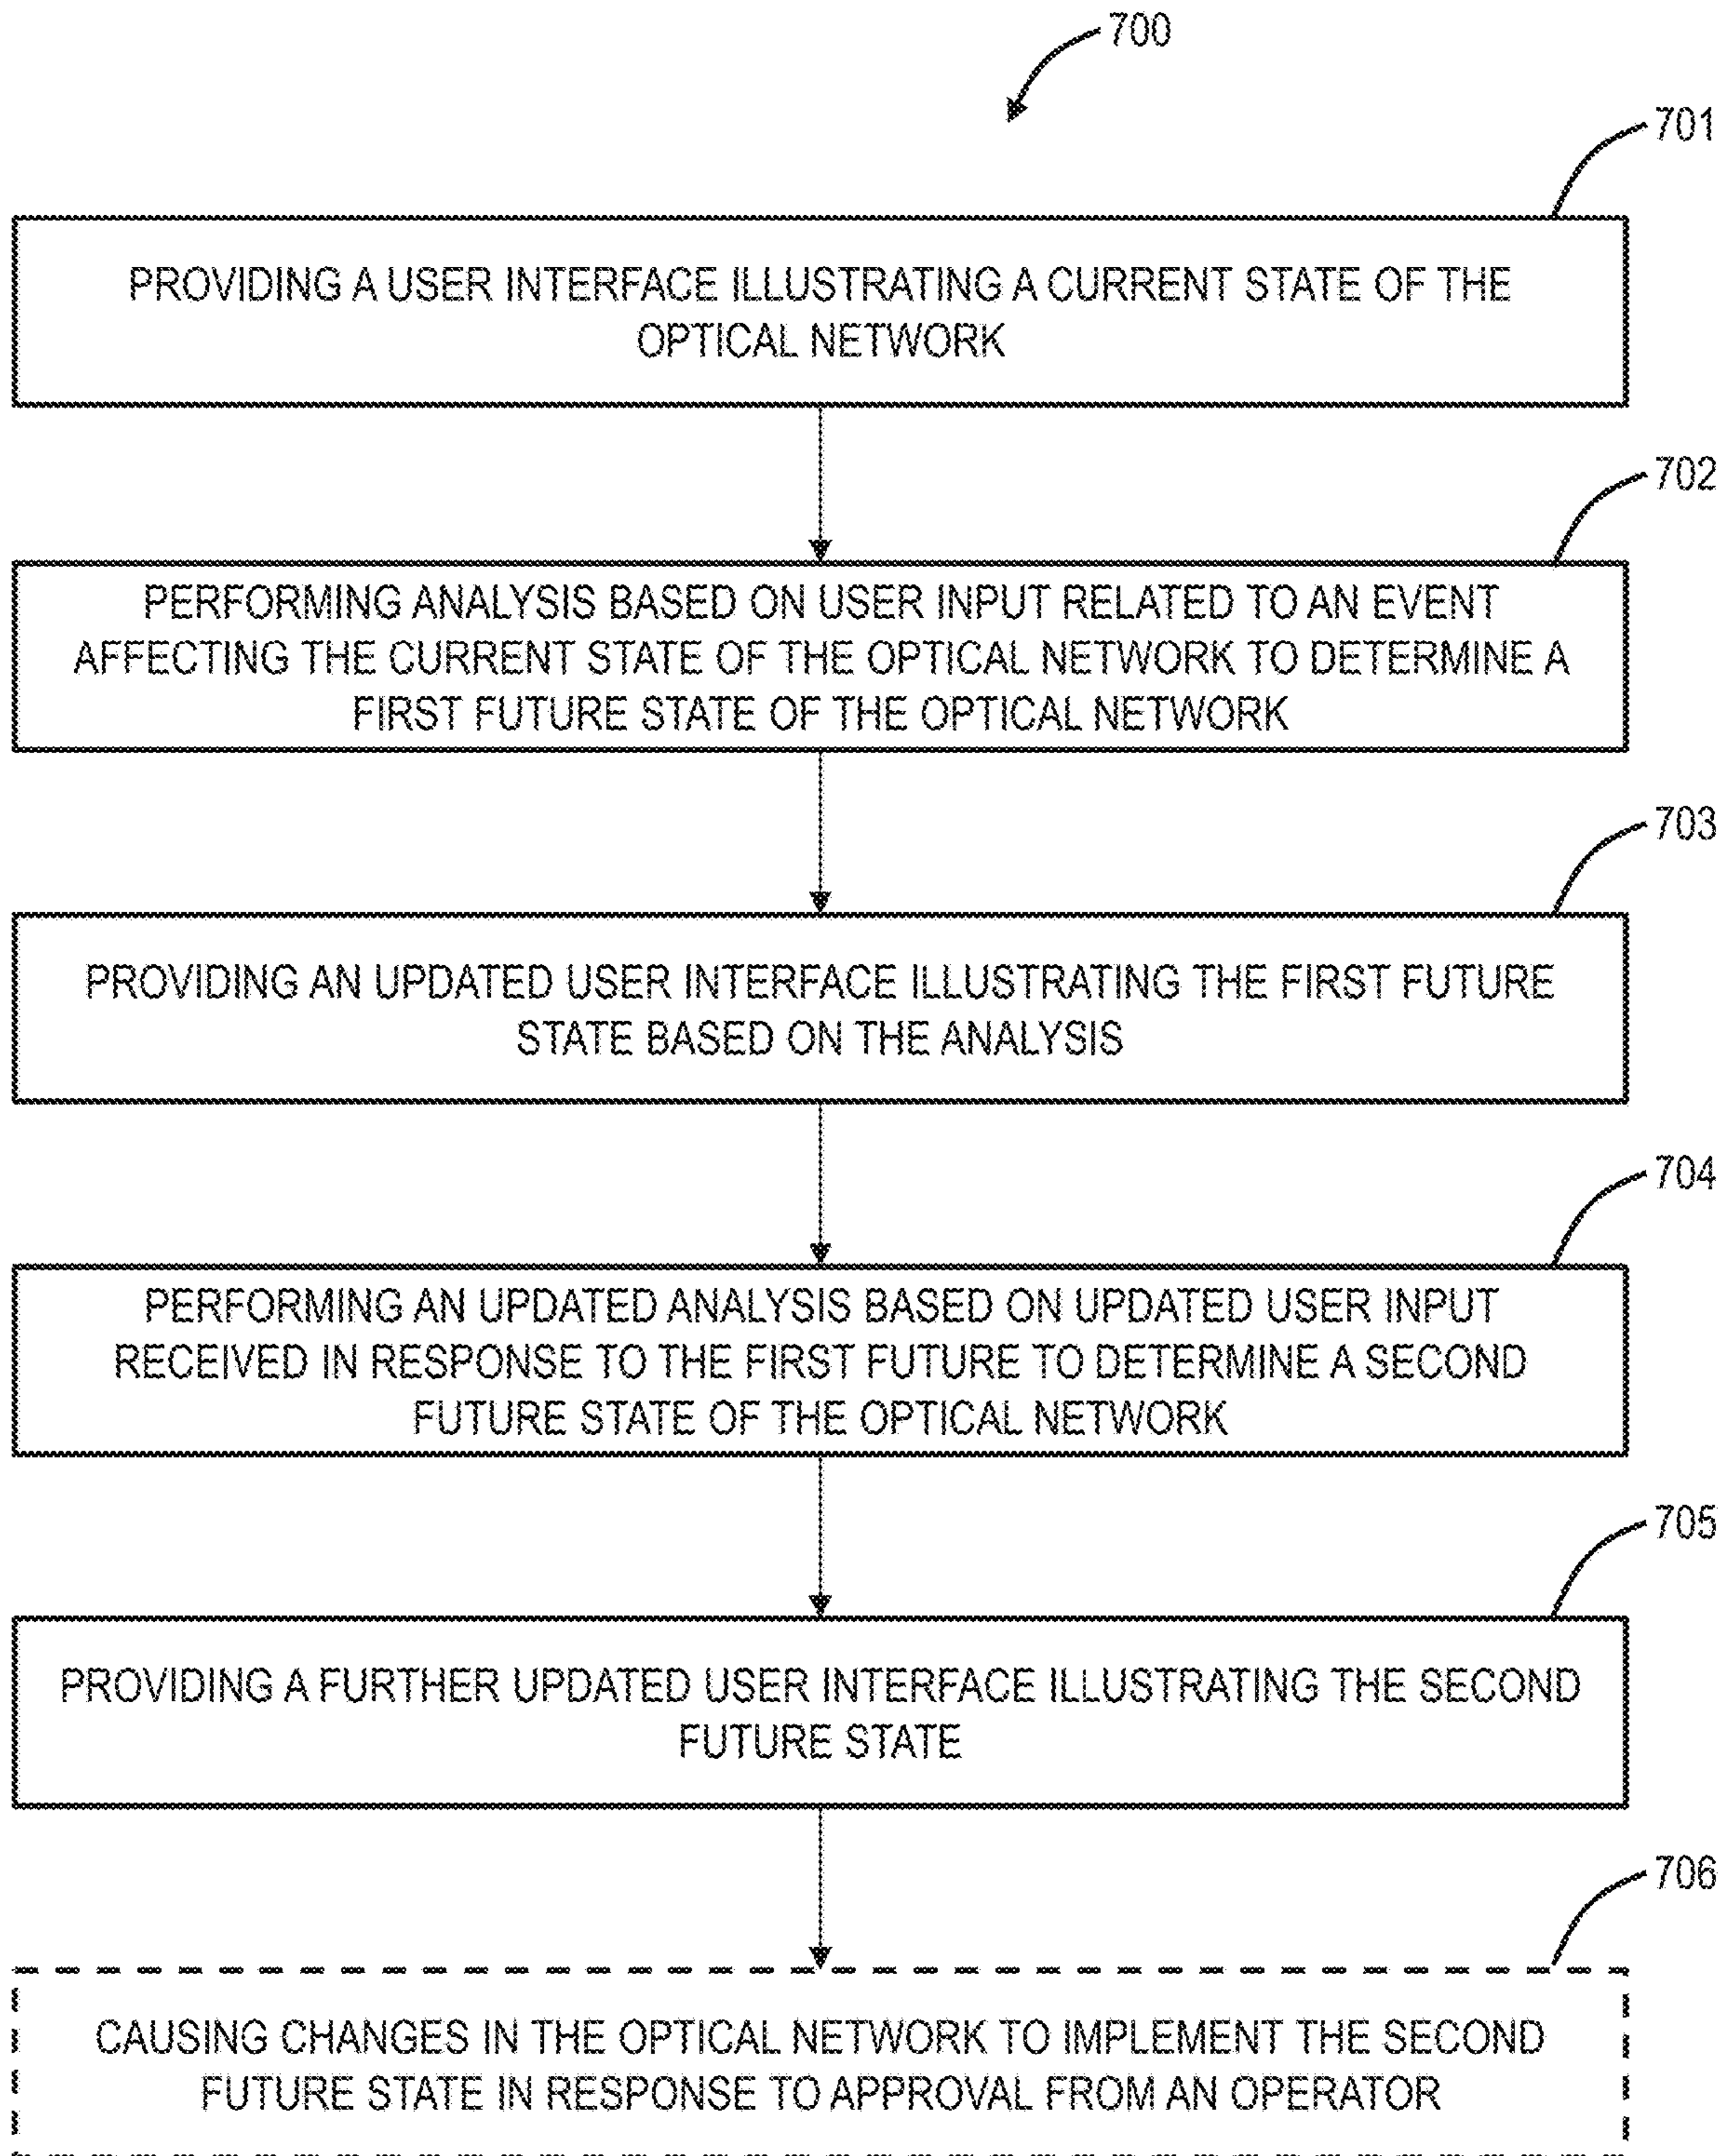 700
701
PROVIDING A USER INTERFACE ILLUSTRATING A CURRENT STATE OF THE
OPTICAL NETWORK
702
PERFORMING ANALYSIS BASED ON USER INPUT RELATED TO AN EVENT
AFFECTING THE CURRENT STATE OF THE OPTICAL NETWORK TO DETERMINE A
FIRST FUTURE STATE OF THE OPTICAL NETWORK
703
PROVIDING AN UPDATED USER INTERFACE ILLUSTRATING THE FIRST FUTURE
STATE BASED ON THE ANALYSIS
704
PERFORMING AN UPDATED ANALYSIS BASED ON UPDATED USER INPUT
RECEIVED IN RESPONSE TO THE FIRST FUTURE TO DETERMINE A SECOND
FUTURE STATE OF THE OPTICAL NETWORK
705
PROVIDING A FURTHER UPDATED USER INTERFACE ILLUSTRATING THE SECOND
FUTURE STATE
706
CAUSING CHANGES IN THE OPTICAL NETWORK TO IMPLEMENT THE SECOND
FUTURE STATE IN RESPONSE TO APPROVAL FROM AN OPERATOR